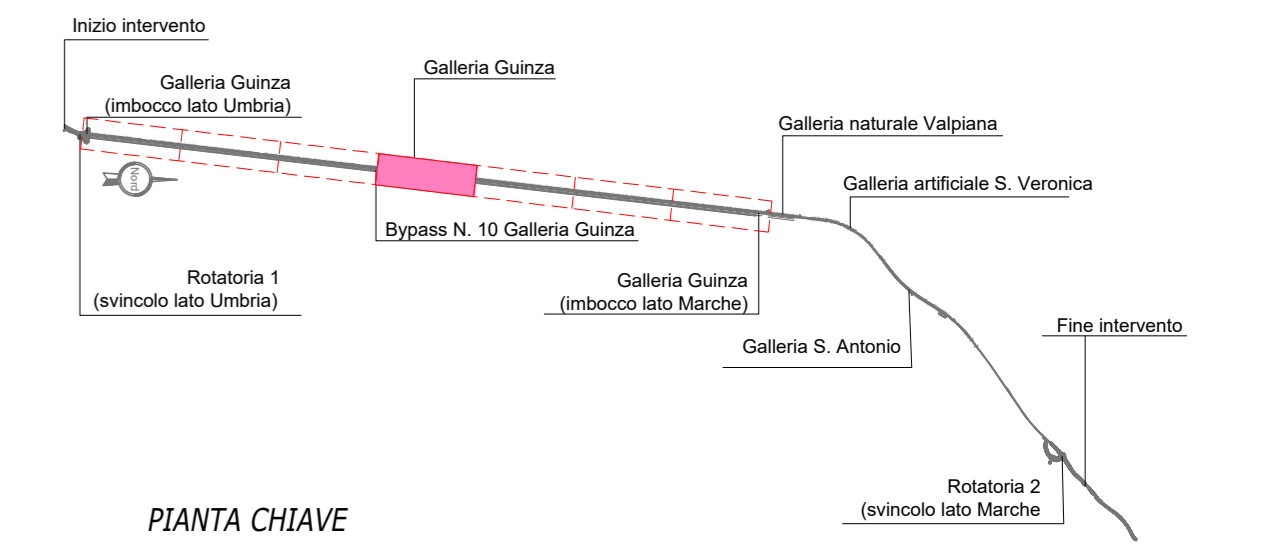 Inizio intervento
Galleria Guinza
(imbocco lato Umbria)
Galleria Guinza
Galleria naturale Valpiana
Galleria artificiale S. Veronica
Nord
Bypass N. 10 Galleria Guinza
Rotatoria 1
(svincolo lato Umbria)
Galleria Guinza
(imbocco lato Marche)
Galleria S. Antonio
Fine intervento
Rotatoria 2
(svincolo lato Marche
PIANTA CHIAVE